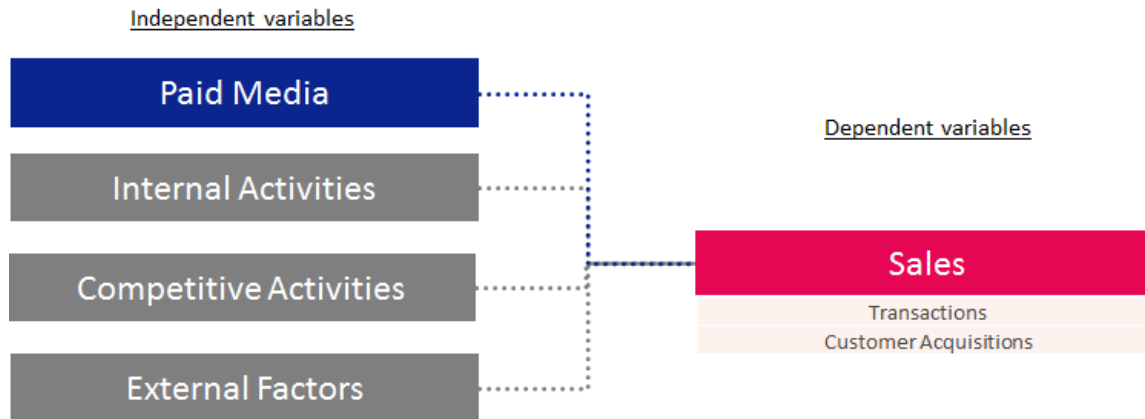 Independent variables
Paid Media
Internal Activities
Competitive Activities
External Factors
Dependent variables
Sales
Transactions
Customer Acquisitions